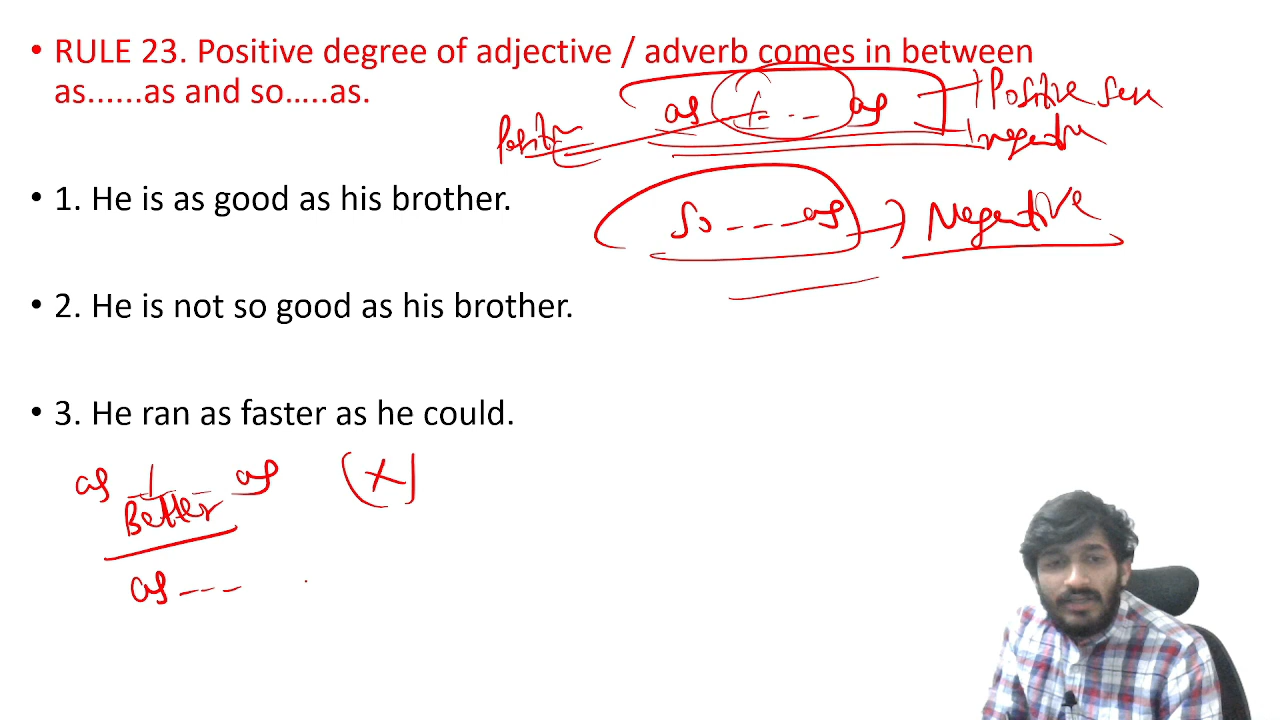 • RULE 23. Positive degree of adjective / adverb comes in between
as......as and so.....as.
as ... as
Positive
negative
• 1. He is as good as his brother.
So ---- as
Negative
• 2. He is not so good as his brother.
• 3. He ran as faster as he could.
as -- as (x)
Better
as ---